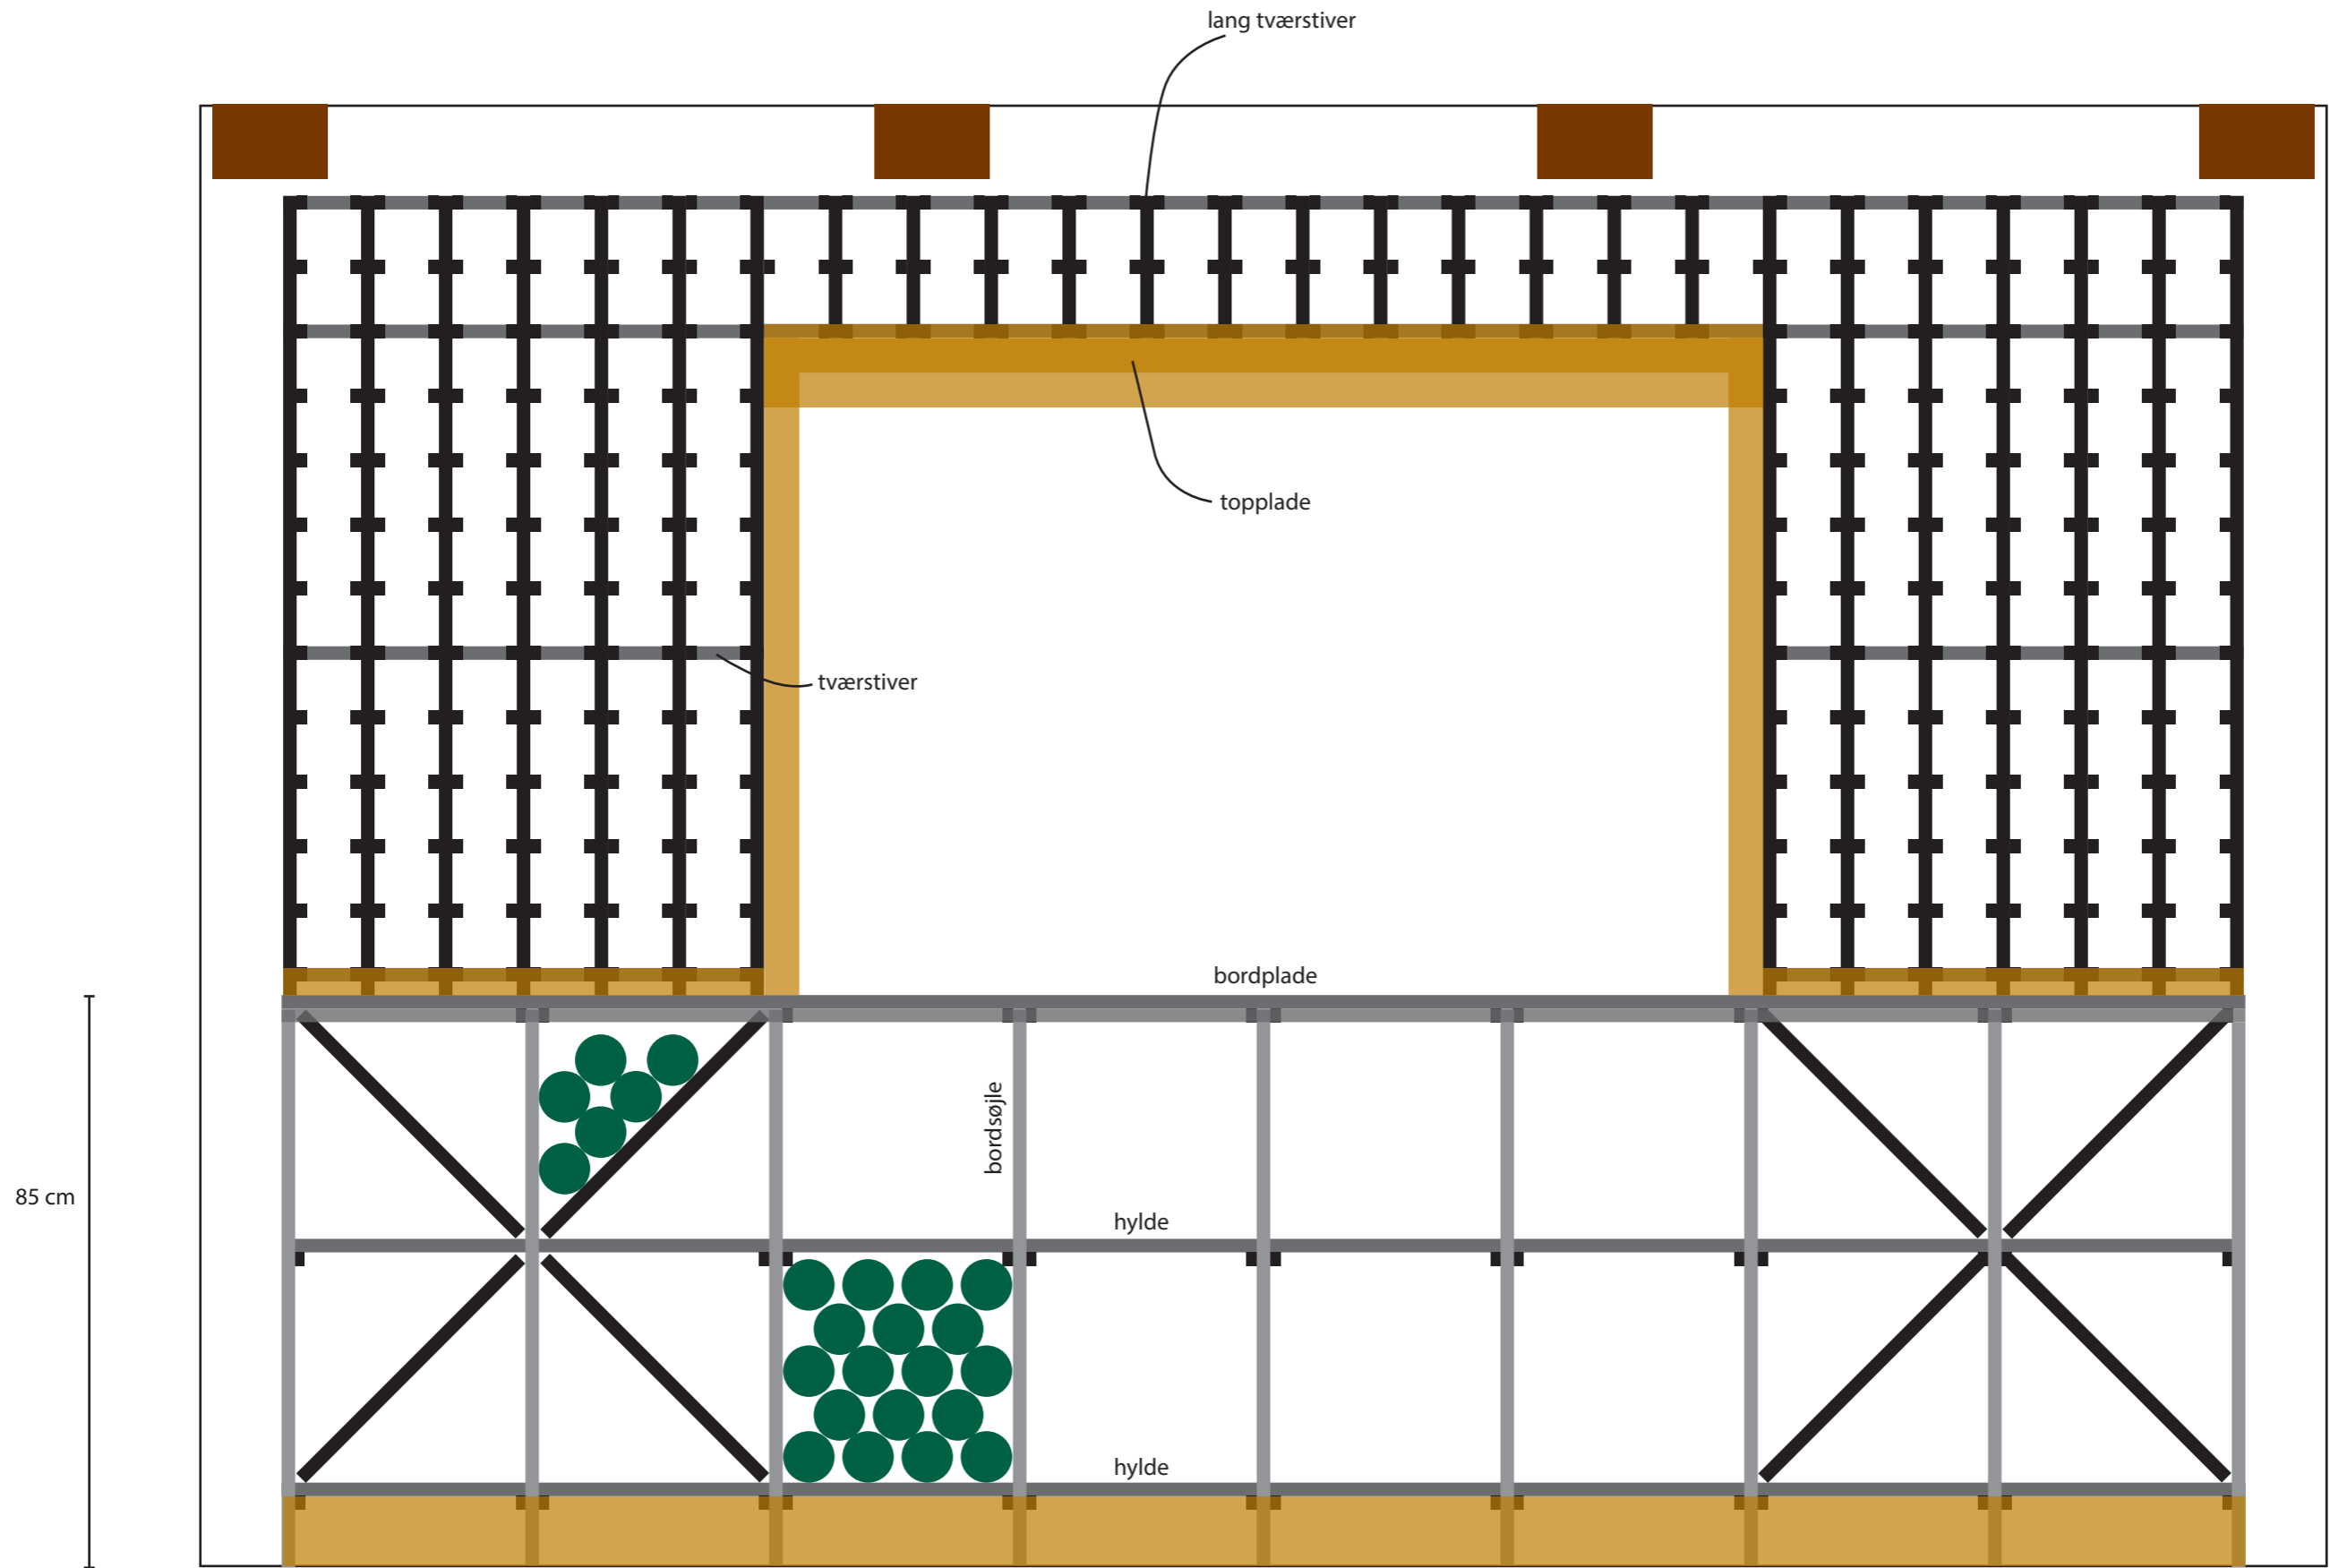 lang tværstiver
topplade
tværstiver
bordplade
bordsøjle
85 cm
hylde
hylde